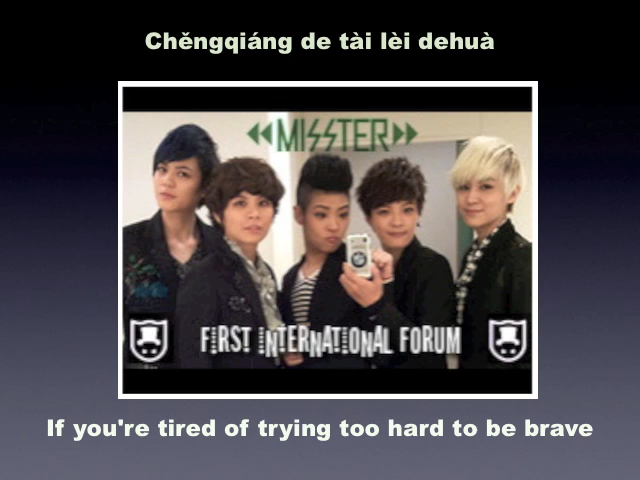 Chěngqiáng de tài lèi dehuà
MISSTER
FIRST INTERNATIONAL FORUM
If you're tired of trying too hard to be brave